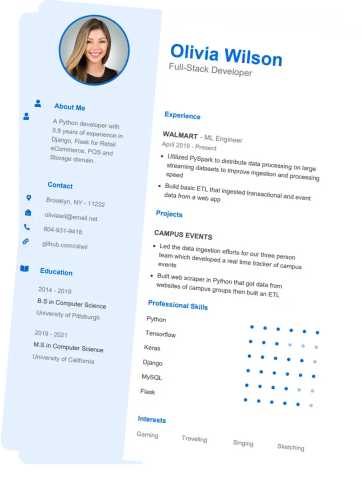 Olivia Wilson
Full-Stack Developer
About Me
A Python developer with
5.8 years of experience in
Django, Flask for Retail
eCommerce, POS and
Storage domain.
Contact
Brooklyn, NY - 11222
oliviawil@email.net
804-931-8418
github.com/oliwil
Education
2014 - 2019
B.S in Computer Science
University of Pittsburgh
2019 - 2021
M.S in Computer Science
University of California
Experience
WALMART - ML Engineer
April 2019 - Present
• Utilized PySpark to distribute data processing on large
streaming datasets to improve ingestion and processing
speed
• Build basic ETL that ingested transactional and event
data from a web app
Projects
CAMPUS EVENTS
• Led the data ingestion efforts for our three person
team which developed a real time tracker of campus
events
• Built web scraper in Python that got data from
websites of campus groups then built an ETL
Professional Skills
Python
Tensorflow
Keras
Django
MySQL
Flask
Interests
Gaming Traveling Singing Sketching